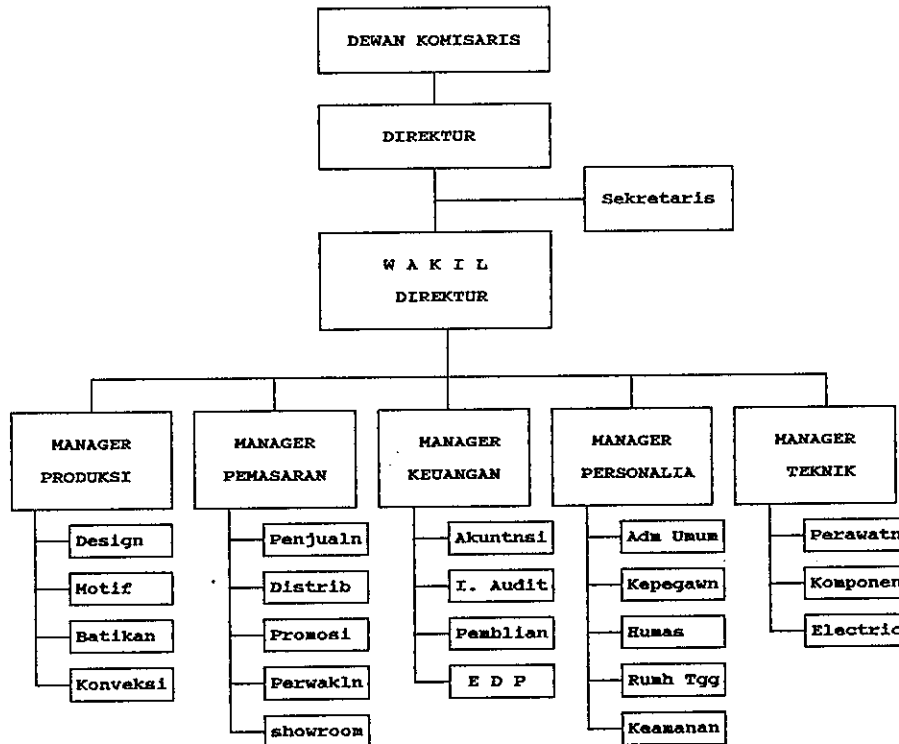 DEWAN KOMISARIS
DIREKTUR
Sekretaris
W A K I L
DIREKTUR
MANAGER
PRODUKSI
MANAGER
PEMASARAN
MANAGER
KEUANGAN
MANAGER
PERSONALIA
MANAGER
TEKNIK
Design
Motif
Batikan
Konveksi
Penjualn
Distrib
Promosi
Perwakln
showroom
Akuntnsi
I. Audit
Pemblian
E D P
Adm Umum
Kepegawn
Humas
Rumh Tgg
Keamanan
Perawatn
Komponen
Electric